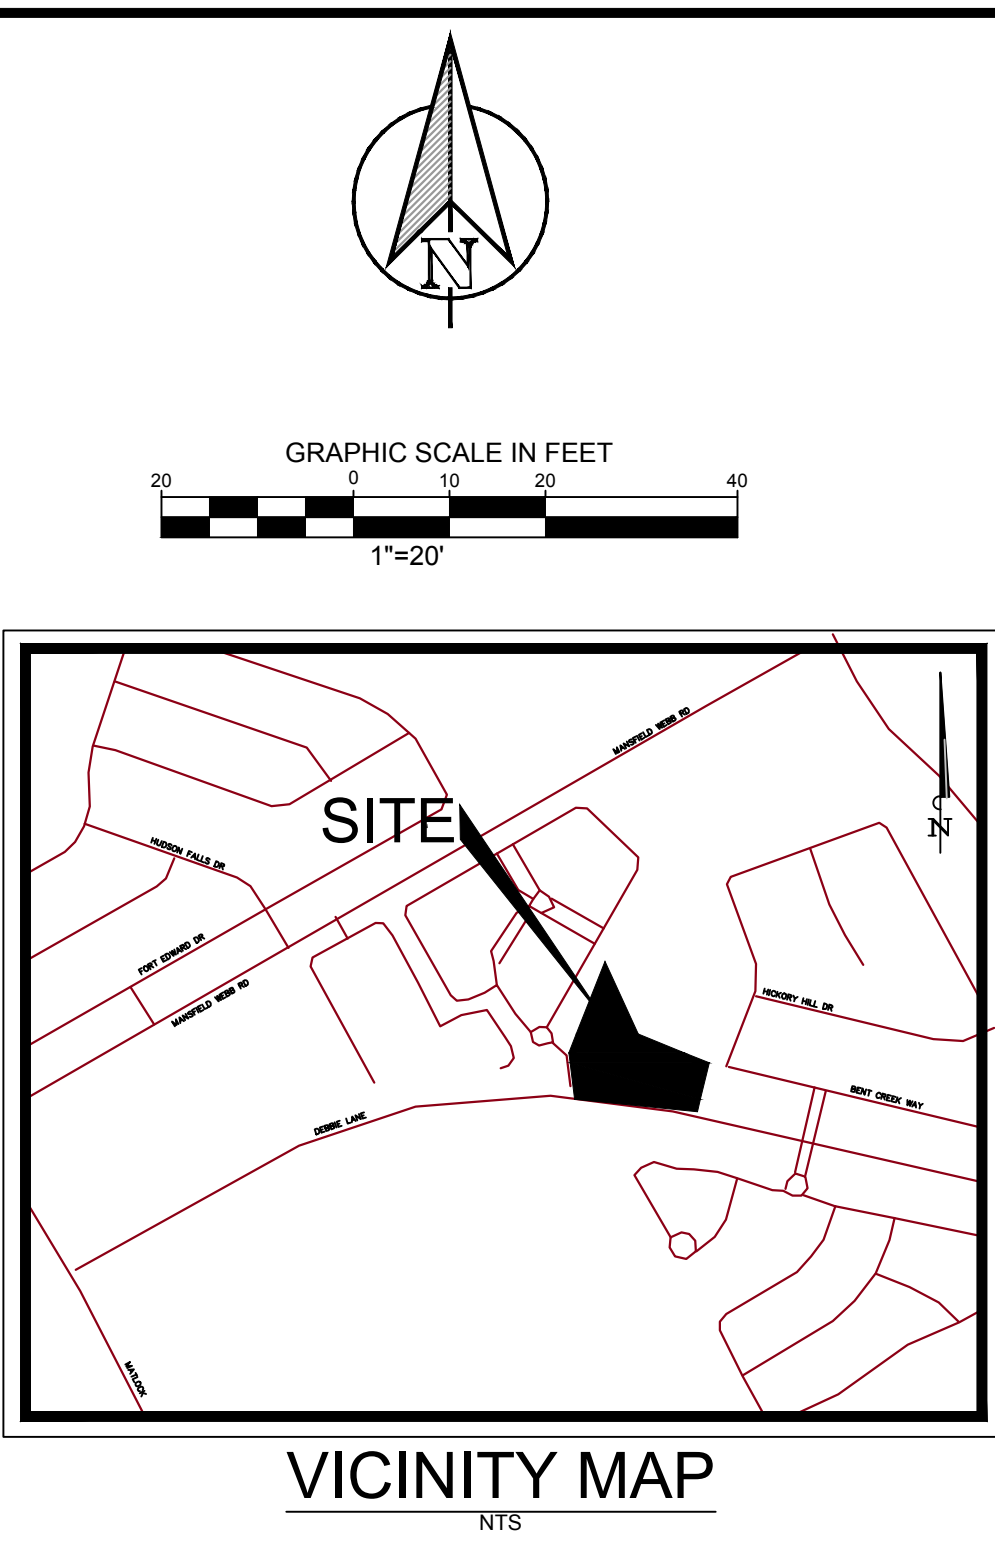 N
GRAPHIC SCALE IN FEET
20 0 10 20 40
1"=20'
MANSFIELD WEBB RD
SITE
N
HUDSON FALLS DR
FORT EDWARD DR
MANSFIELD WEBB RD
HICKORY HILL DR
BENT CREEK WAY
DEBBIE LANE
MATLOCK
VICINITY MAP
NTS